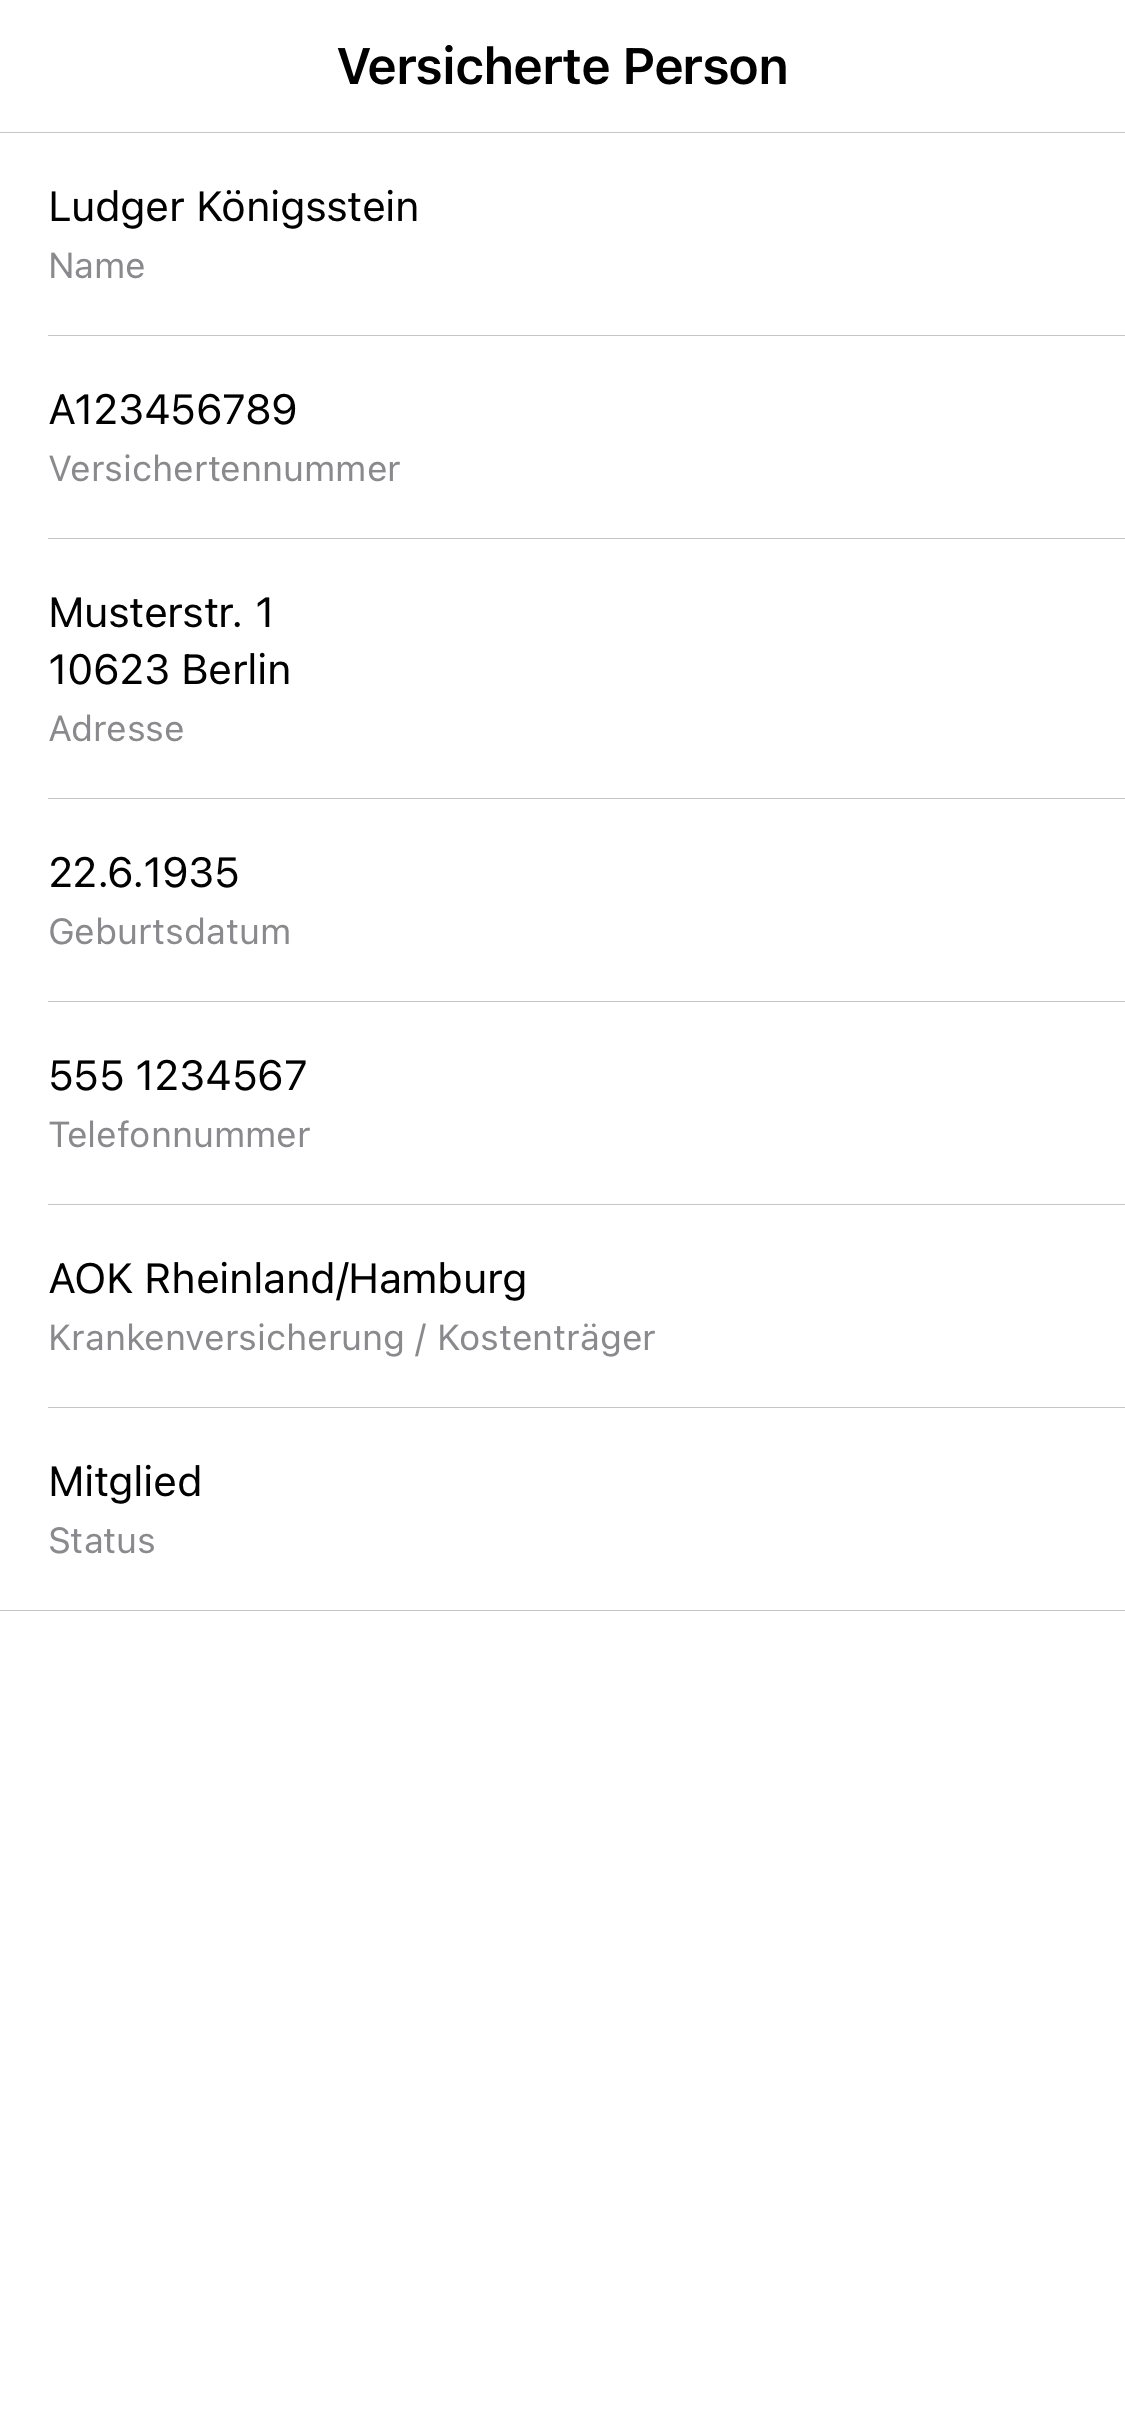 Versicherte Person
Ludger Königsstein
Name
A123456789
Versichertennummer
Musterstr. 1
10623 Berlin
Adresse
22.6.1935
Geburtsdatum
555 1234567
Telefonnummer
AOK Rheinland/Hamburg
Krankenversicherung / Kostenträger
Mitglied
Status